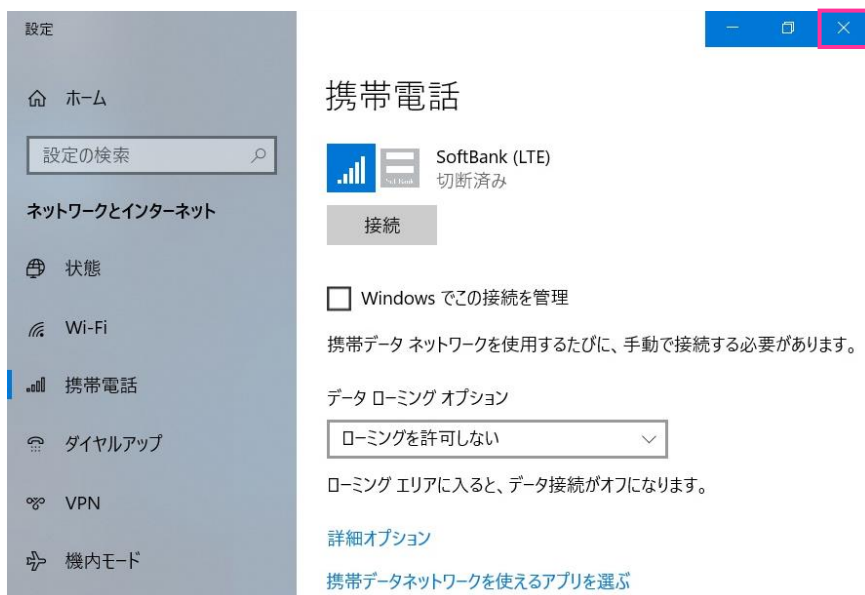 設定
ホーム
設定の検索
ネットワークとインターネット
状態
Wi-Fi
携帯電話
ダイヤルアップ
VPN
機内モード
携帯電話
SoftBank (LTE)
切断済み
SoftBank
接続
Windows でこの接続を管理
携帯データ ネットワークを使用するたびに、手動で接続する必要があります。
データ ローミング オプション
ローミングを許可しない
ローミング エリアに入ると、データ接続がオフになります。
詳細オプション
携帯データネットワークを使えるアプリを選ぶ